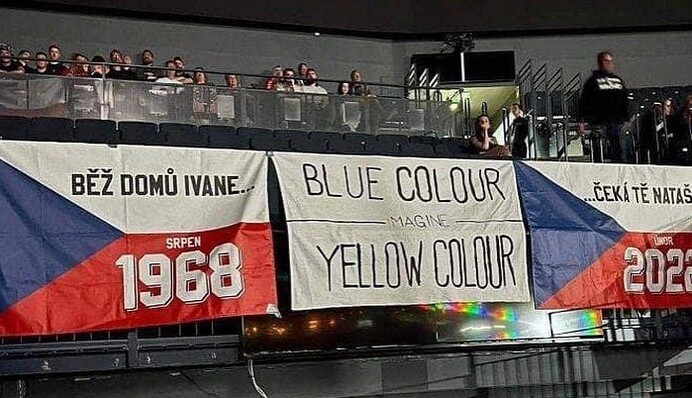 BĚŽ DOMŮ IVANE...
SRPEN
1968
BLUE COLOUR
IMAGINE
YELLOW COLOUR
...ČEKÁ TĚ NATAŠ
ÚNOR
2022